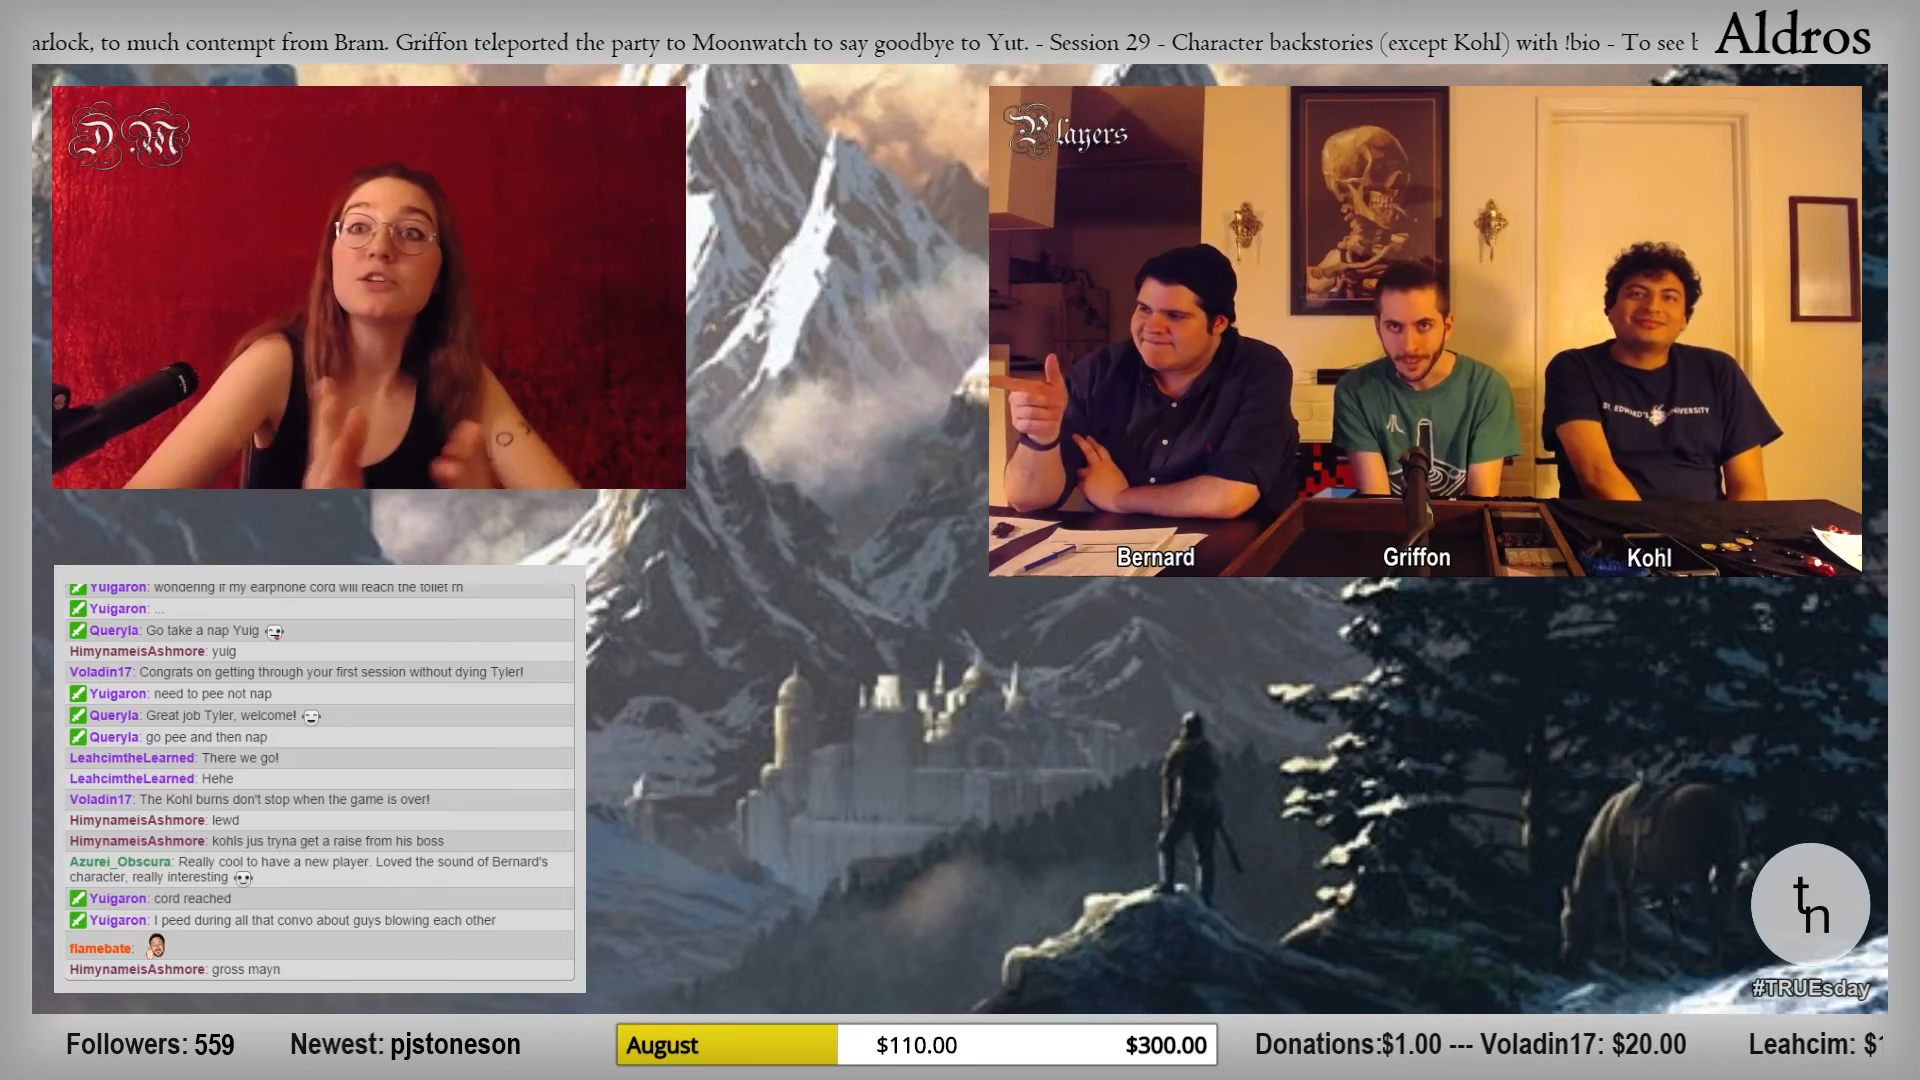 arlock, to much contempt from Bram. Griffon teleported the party to Moonwatch to say goodbye to Yut. - Session 29 - Character backstories (except Kohl) with !bio - To see b
Aldros
DM
Players
ST. EDWARD'S UNIVERSITY
Bernard
Griffon
Kohl
Yuigaron: wondering if my earphone cord will reach the toilet rn
Yuigaron: ...
Queryla: Go take a nap Yuig
HimynameisAshmore: yuig
Voladin17: Congrats on getting through your first session without dying Tyler!
Yuigaron: need to pee not nap
Queryla: Great job Tyler, welcome!
Queryla: go pee and then nap
LeahcimtheLearned: There we go!
LeahcimtheLearned: Hehe
Voladin17: The Kohl burns don't stop when the game is over!
HimynameisAshmore: lewd
HimynameisAshmore: kohls jus tryna get a raise from his boss
Azurei_Obscura: Really cool to have a new player. Loved the sound of Bernard's
character, really interesting
Yuigaron: cord reached
Yuigaron: I peed during all that convo about guys blowing each other
flamebate:
HimynameisAshmore: gross mayn
tn
#TRUEsday
Followers: 559
Newest: pjstoneson
August
$110.00
$300.00
Donations:$1.00 --- Voladin17: $20.00
Leahcim: $